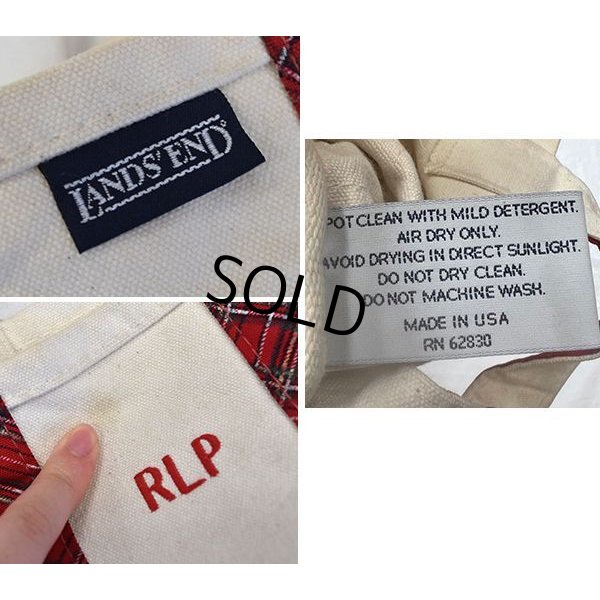 LANDS' END
POT CLEAN WITH MILD DETERGENT.
AIR DRY ONLY.
AVOID DRYING IN DIRECT SUNLIGHT.
DO NOT DRY CLEAN.
DO NOT MACHINE WASH.
MADE IN USA
RN 62830
SOLD
RLP